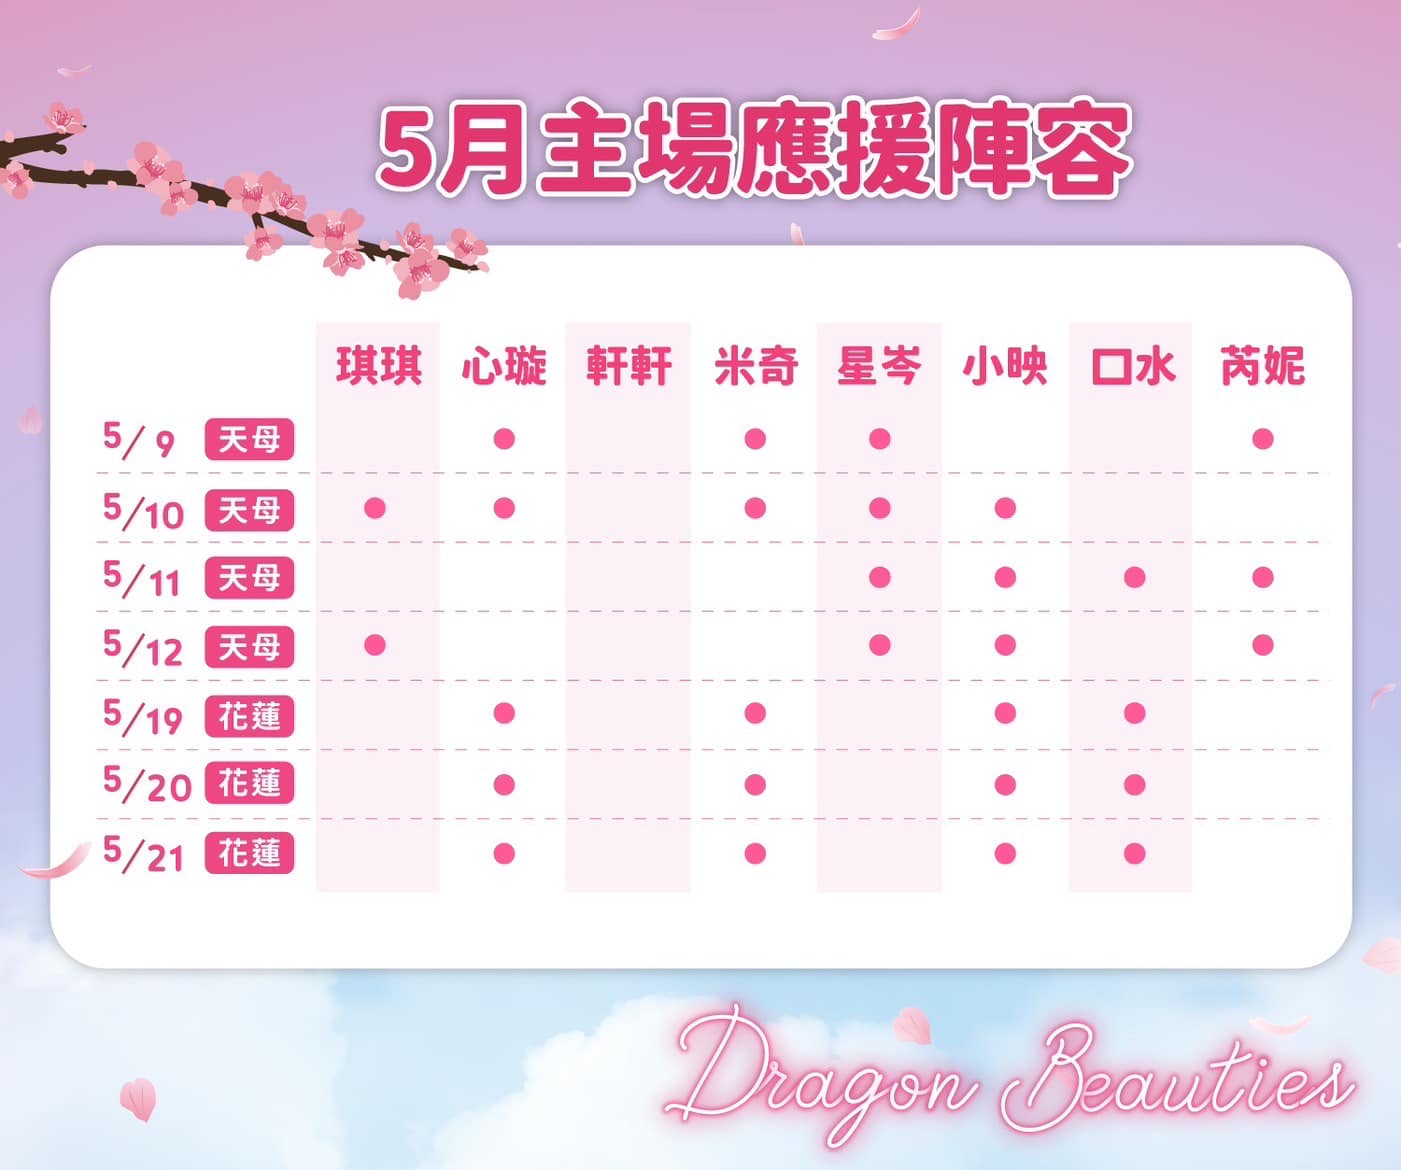 5月主場應援陣容
琪琪 心璇 軒軒 米奇 星岑 小映 口水 芮妮
5/9 天母 ● ● ● ●
5/10 天母 ● ● ● ● ●
5/11 天母 ● ● ● ●
5/12 天母 ● ● ● ●
5/19 花蓮 ● ● ● ●
5/20 花蓮 ● ● ● ●
5/21 花蓮 ● ● ● ●
Dragon Beauties